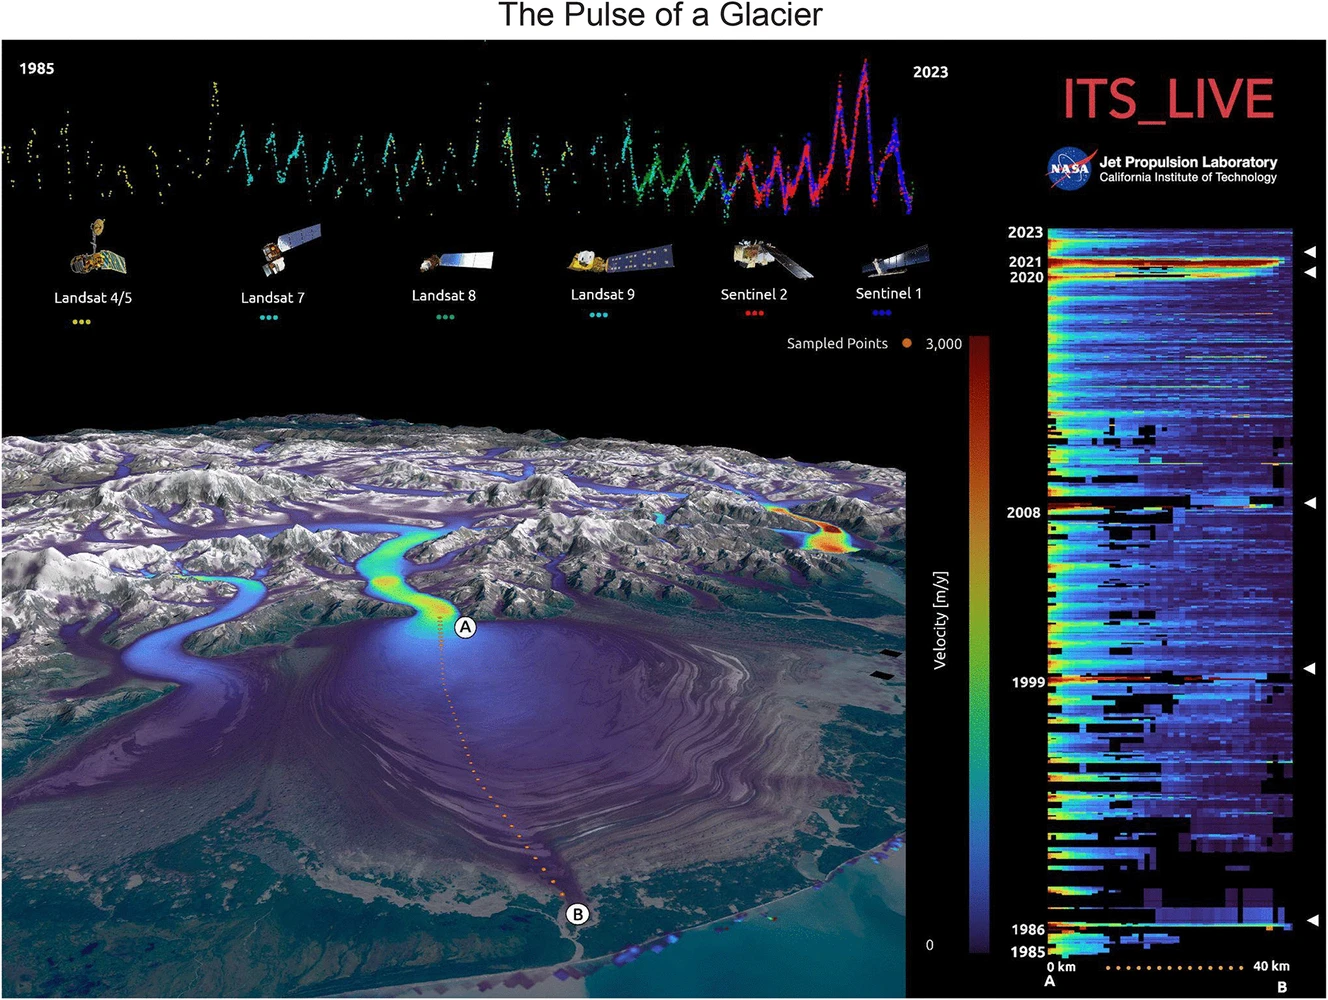 The Pulse of a Glacier
1985
2023
ITS_LIVE
NASA
Jet Propulsion Laboratory
California Institute of Technology
Landsat 4/5
Landsat 7
Landsat 8
Landsat 9
Sentinel 2
Sentinel 1
Sampled Points
3,000
Velocity [m/y]
0
A
B
2023
2021
2020
2008
1999
1986
1985
0 km
40 km
A
B